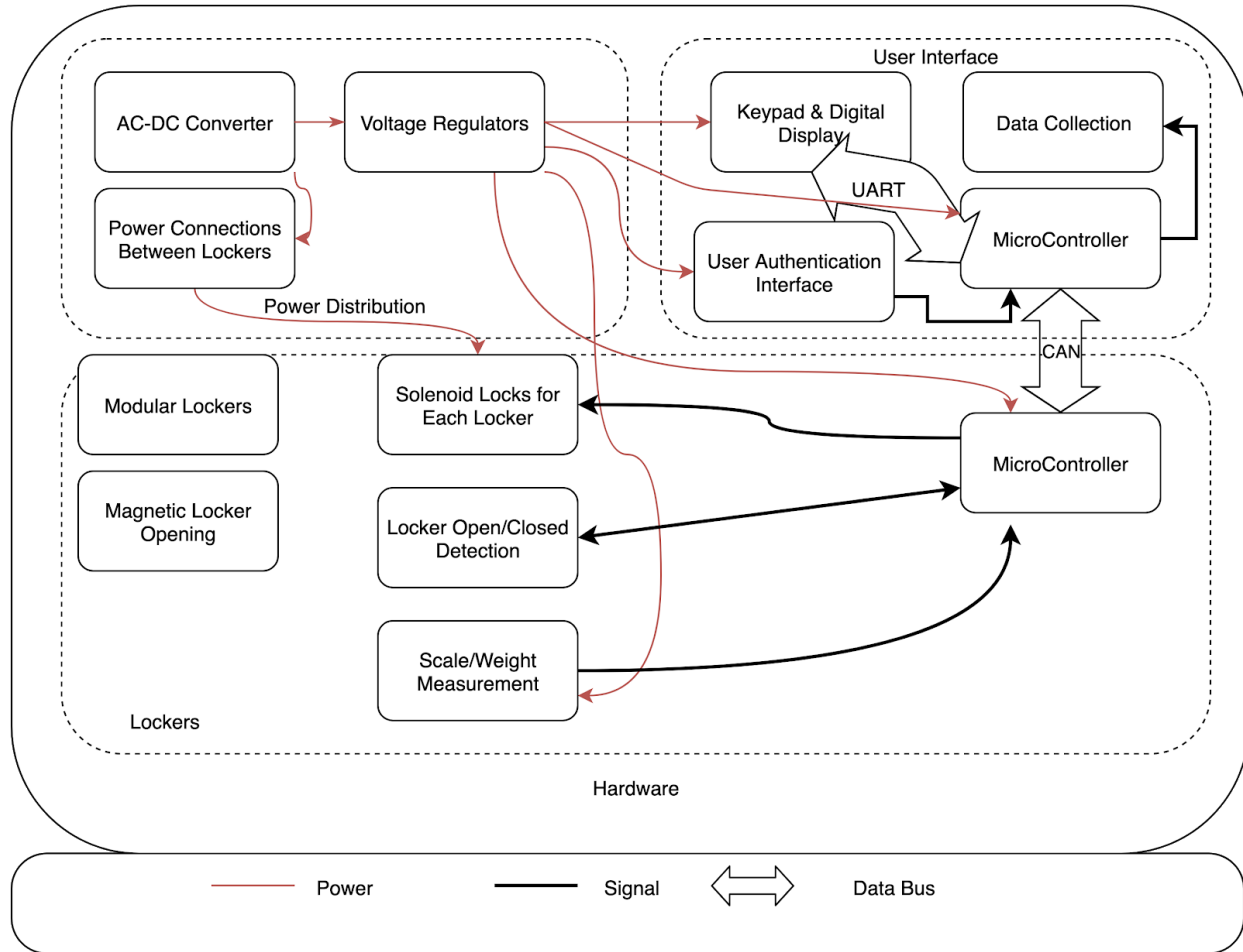 User Interface
AC-DC Converter
Voltage Regulators
Keypad & Digital
Display
Data Collection
UART
Power Connections
Between Lockers
MicroController
User Authentication
Interface
Power Distribution
CAN
Modular Lockers
Solenoid Locks for
Each Locker
MicroController
Magnetic Locker
Opening
Locker Open/Closed
Detection
Scale/Weight
Measurement
Lockers
Hardware
Power
Signal
Data Bus